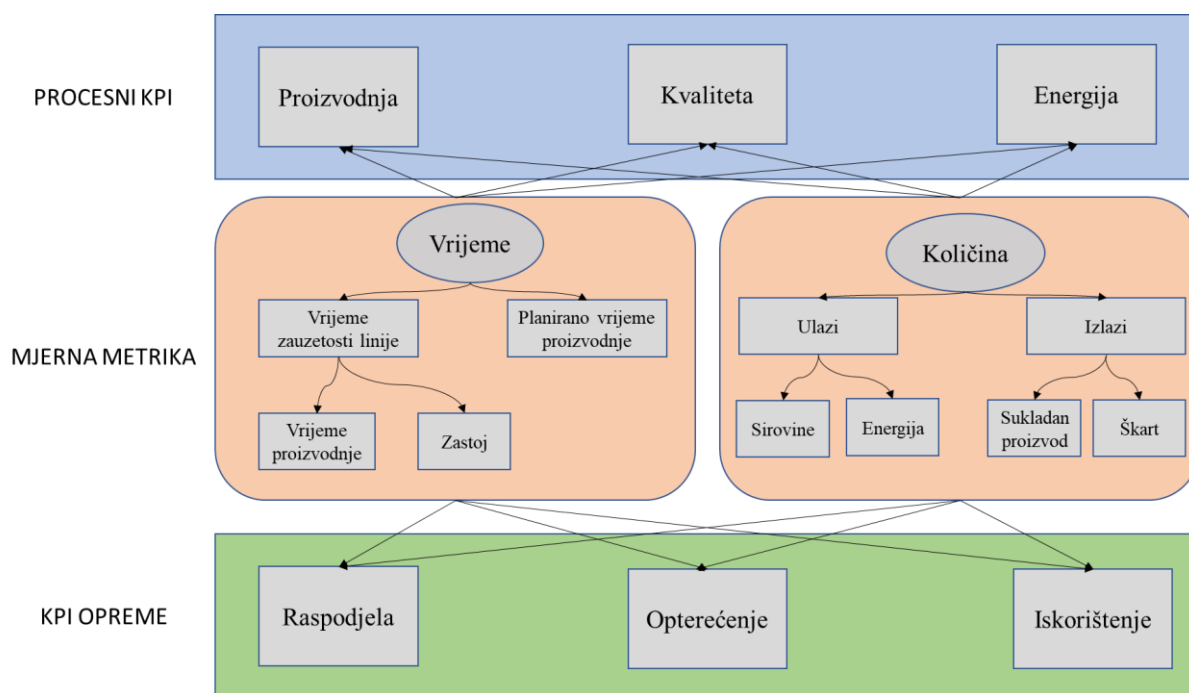 PROCESNI KPI
Proizvodnja
Kvaliteta
Energija
MJERNA METRIKA
Vrijeme
Vrijeme
zauzetosti linije
Planirano vrijeme
proizvodnje
Vrijeme
proizvodnje
Zastoj
Količina
Ulazi
Izlazi
Sirovine
Energija
Sukladan
proizvod
Škart
KPI OPREME
Raspodjela
Opterećenje
Iskorištenje